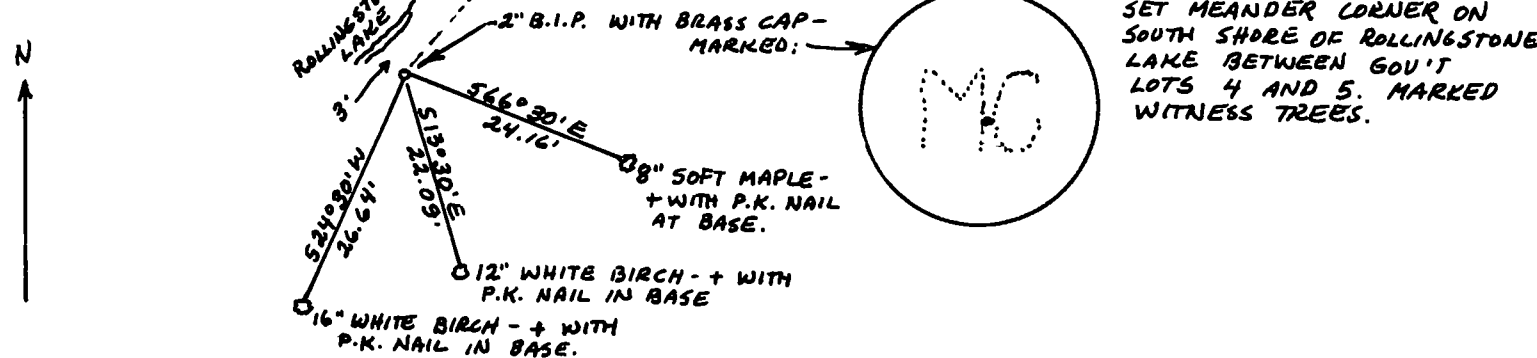 N
ROLLINGSTO
LAKE
3'
2" B.I.P. WITH BRASS CAP-
MARKED:
MC
SET MEANDER CORNER ON
SOUTH SHORE OF ROLLINGSTONE
LAKE BETWEEN GOV'T
LOTS 4 AND 5. MARKED
WITNESS TREES.
S66°30'E
24.16'
8" SOFT MAPLE-
+ WITH P.K. NAIL
AT BASE.
S13°30'E
22.09'
12" WHITE BIRCH - + WITH
P.K. NAIL IN BASE
S24°30'W
26.64'
16" WHITE BIRCH - + WITH
P.K. NAIL IN BASE.